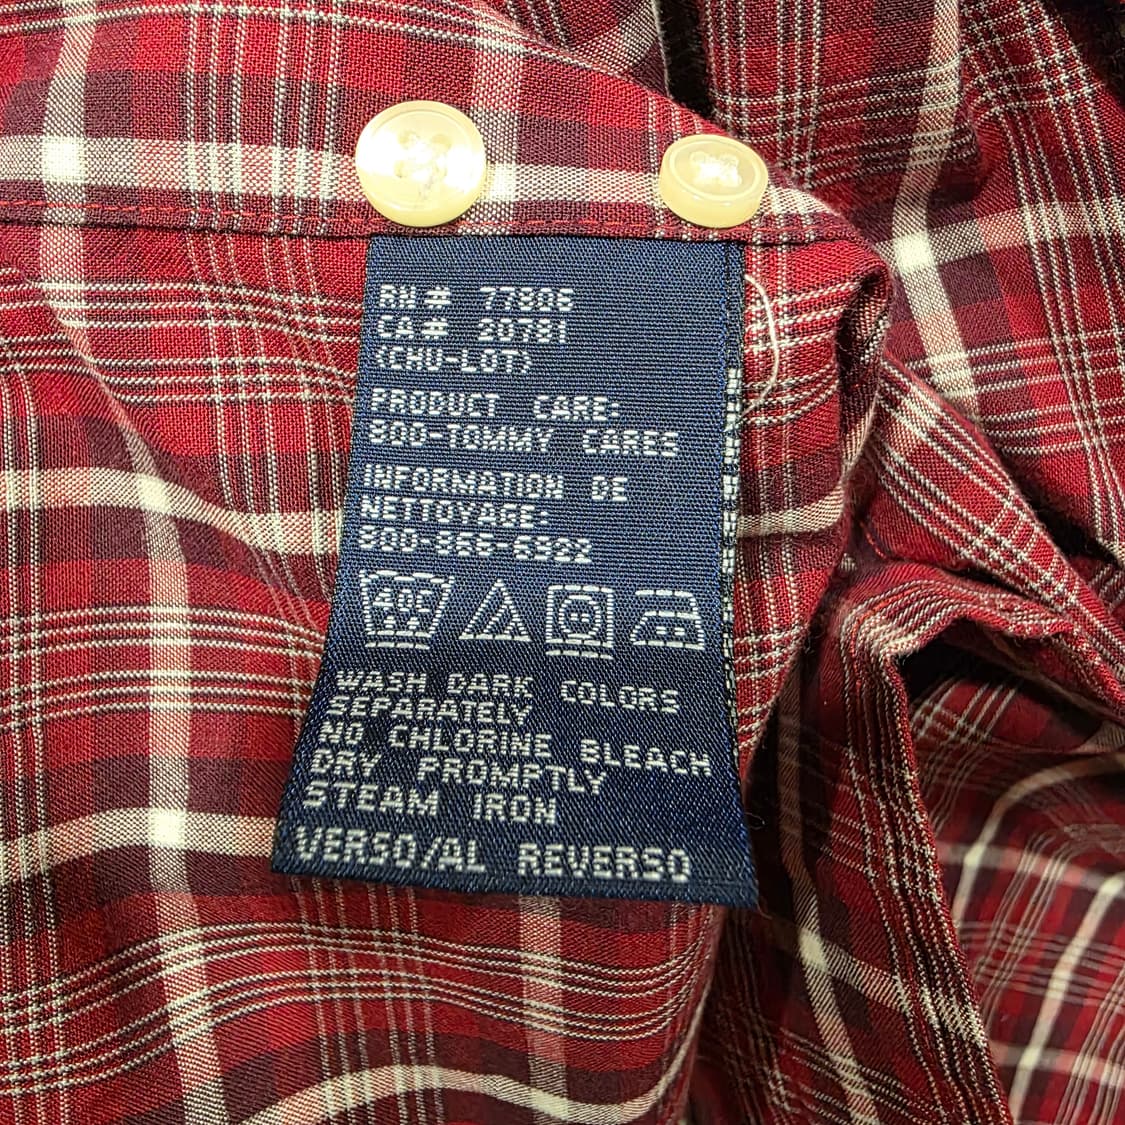 RN # 77806
CA# 20781
(CHU-LOT)
PRODUCT CARE:
800-TOMMY CARES
INFORMATION DE
NETTOYAGE:
800-866-6922
40C
WASH DARK COLORS
SEPARATELY
NO CHLORINE BLEACH
DRY PROMPTLY
STEAM IRON
VERSO/AL REVERSO